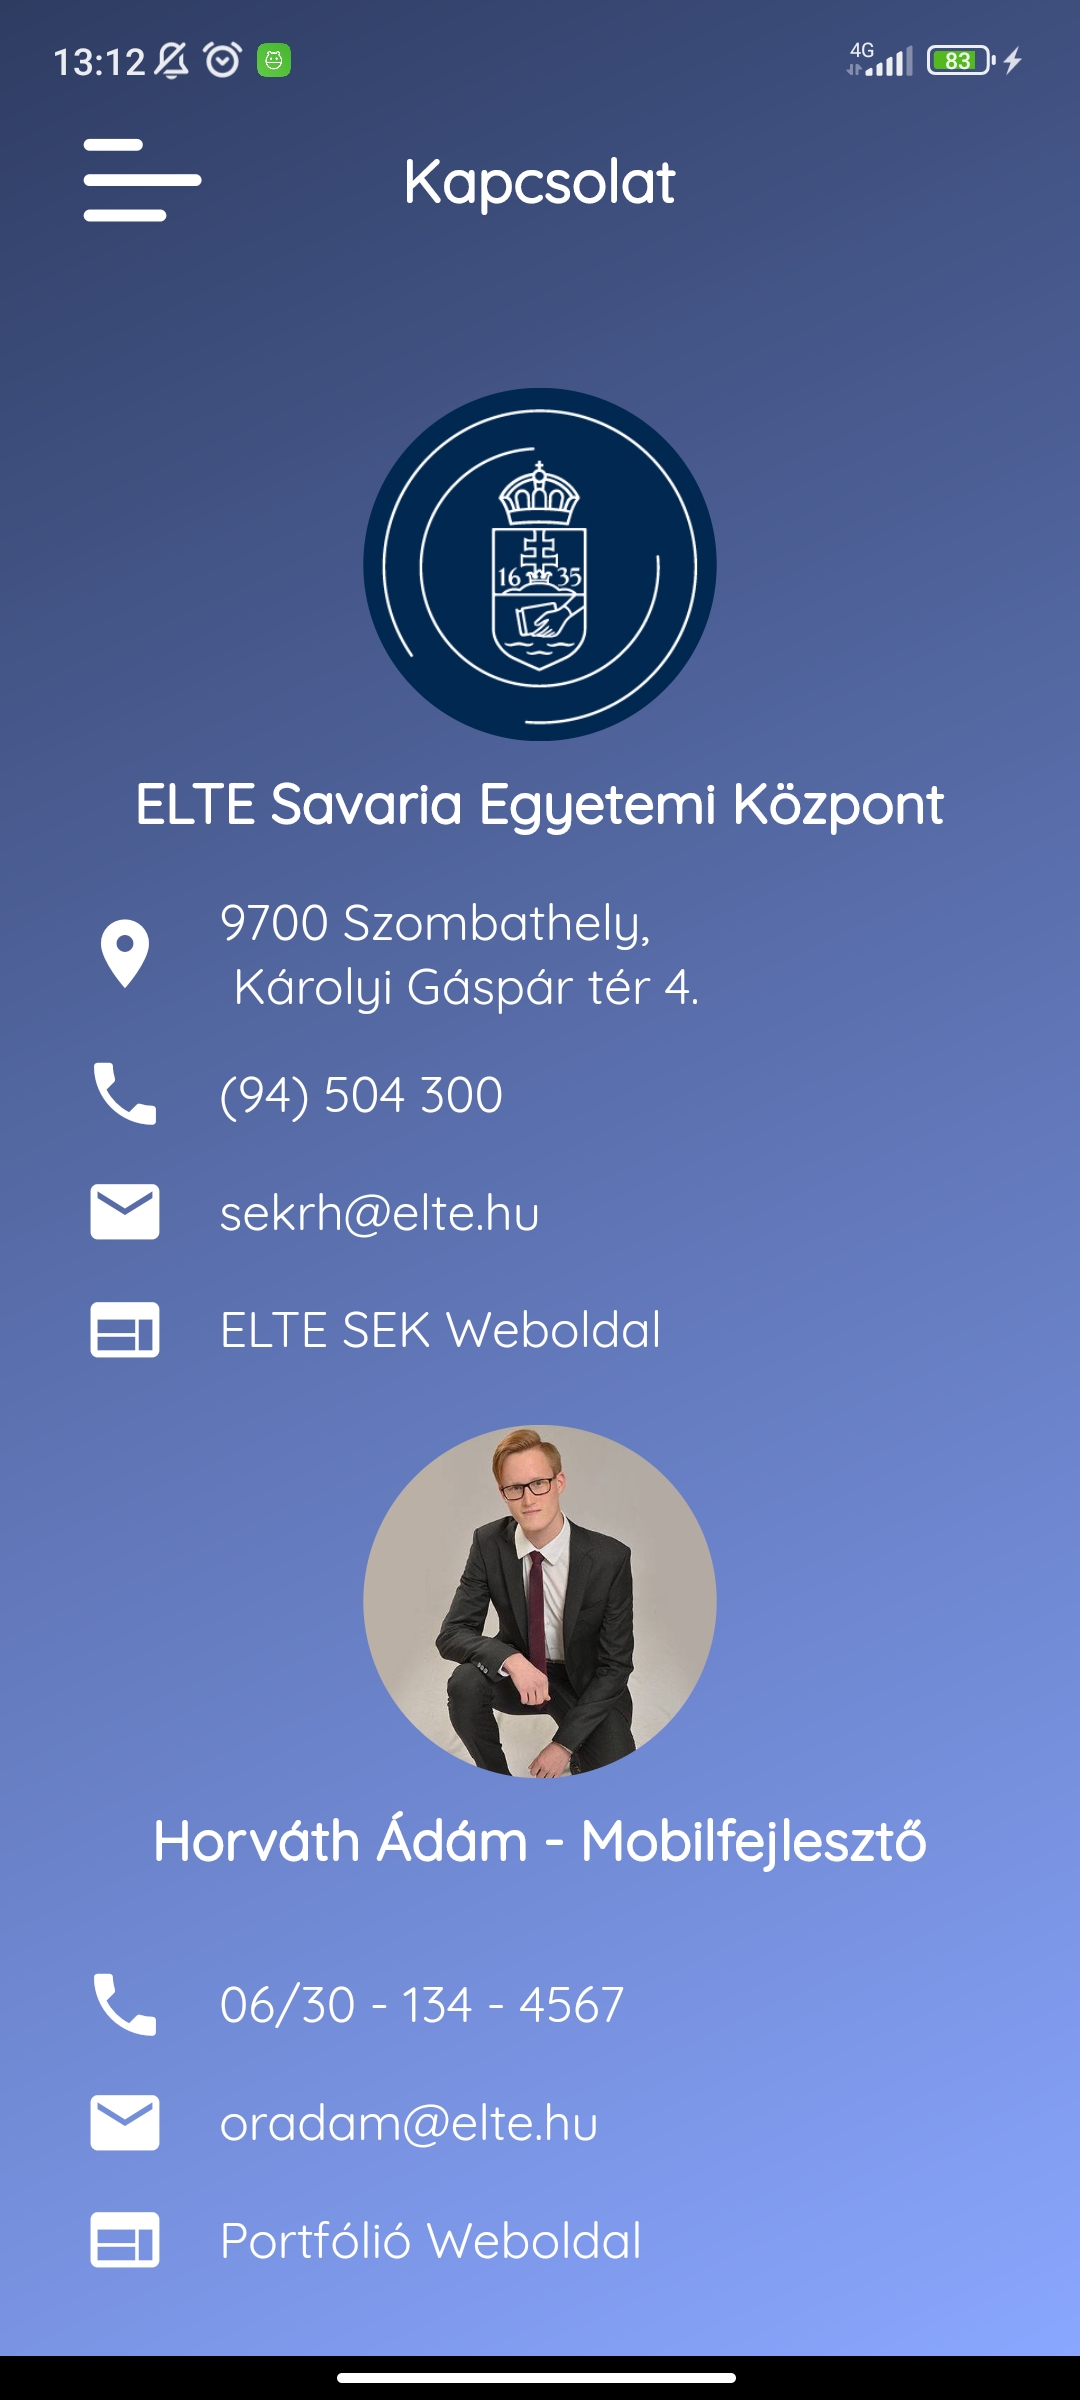 13:12
4G
83
Kapcsolat
16 35
ELTE Savaria Egyetemi Központ
9700 Szombathely,
Károlyi Gáspár tér 4.
(94) 504 300
sekrh@elte.hu
ELTE SEK Weboldal
Horváth Ádám - Mobilfejlesztő
06/30 - 134 - 4567
oradam@elte.hu
Portfólió Weboldal